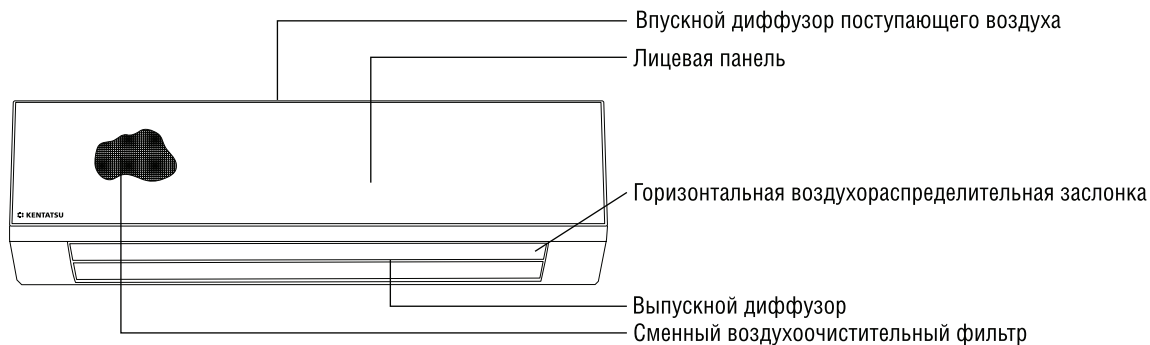 Впускной диффузор поступающего воздуха
Лицевая панель
KENTATSU
Горизонтальная воздухораспределительная заслонка
Выпускной диффузор
Сменный воздухоочистительный фильтр